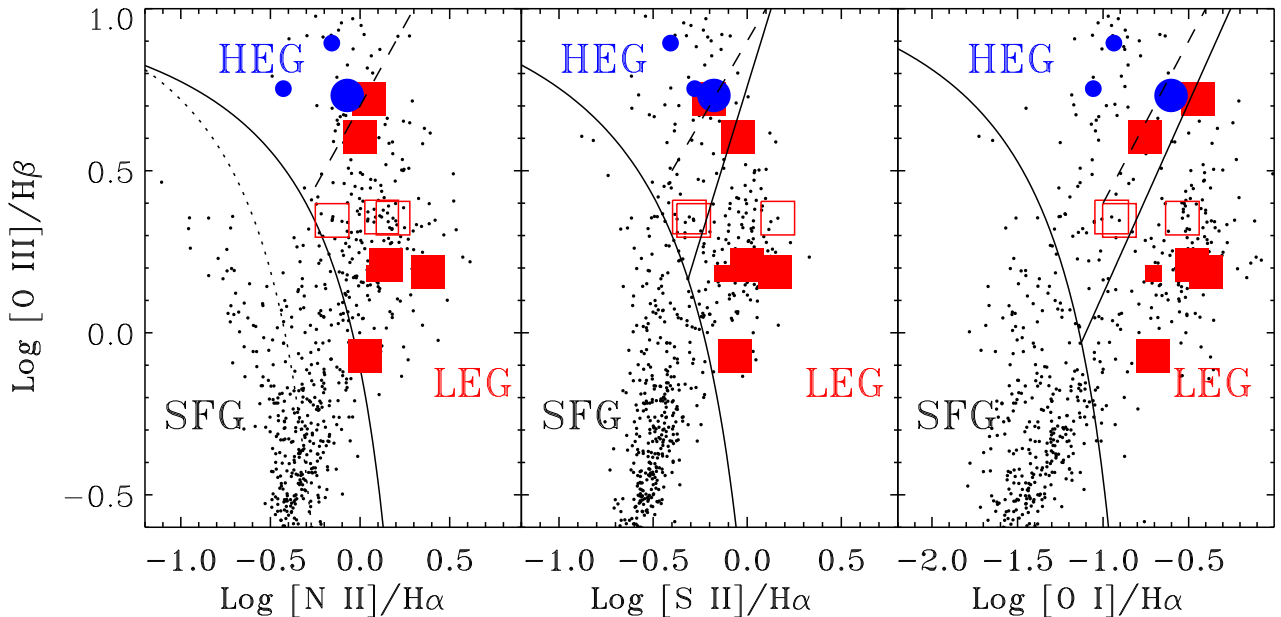 1.0
0.5
0.0
−0.5
Log [O III]/Hβ
HEG
SFG
LEG
−1.0 −0.5 0.0 0.5
Log [N II]/Hα
HEG
SFG
LEG
−1.0 −0.5 0.0 0.5
Log [S II]/Hα
HEG
SFG
LEG
−2.0 −1.5 −1.0 −0.5
Log [O I]/Hα